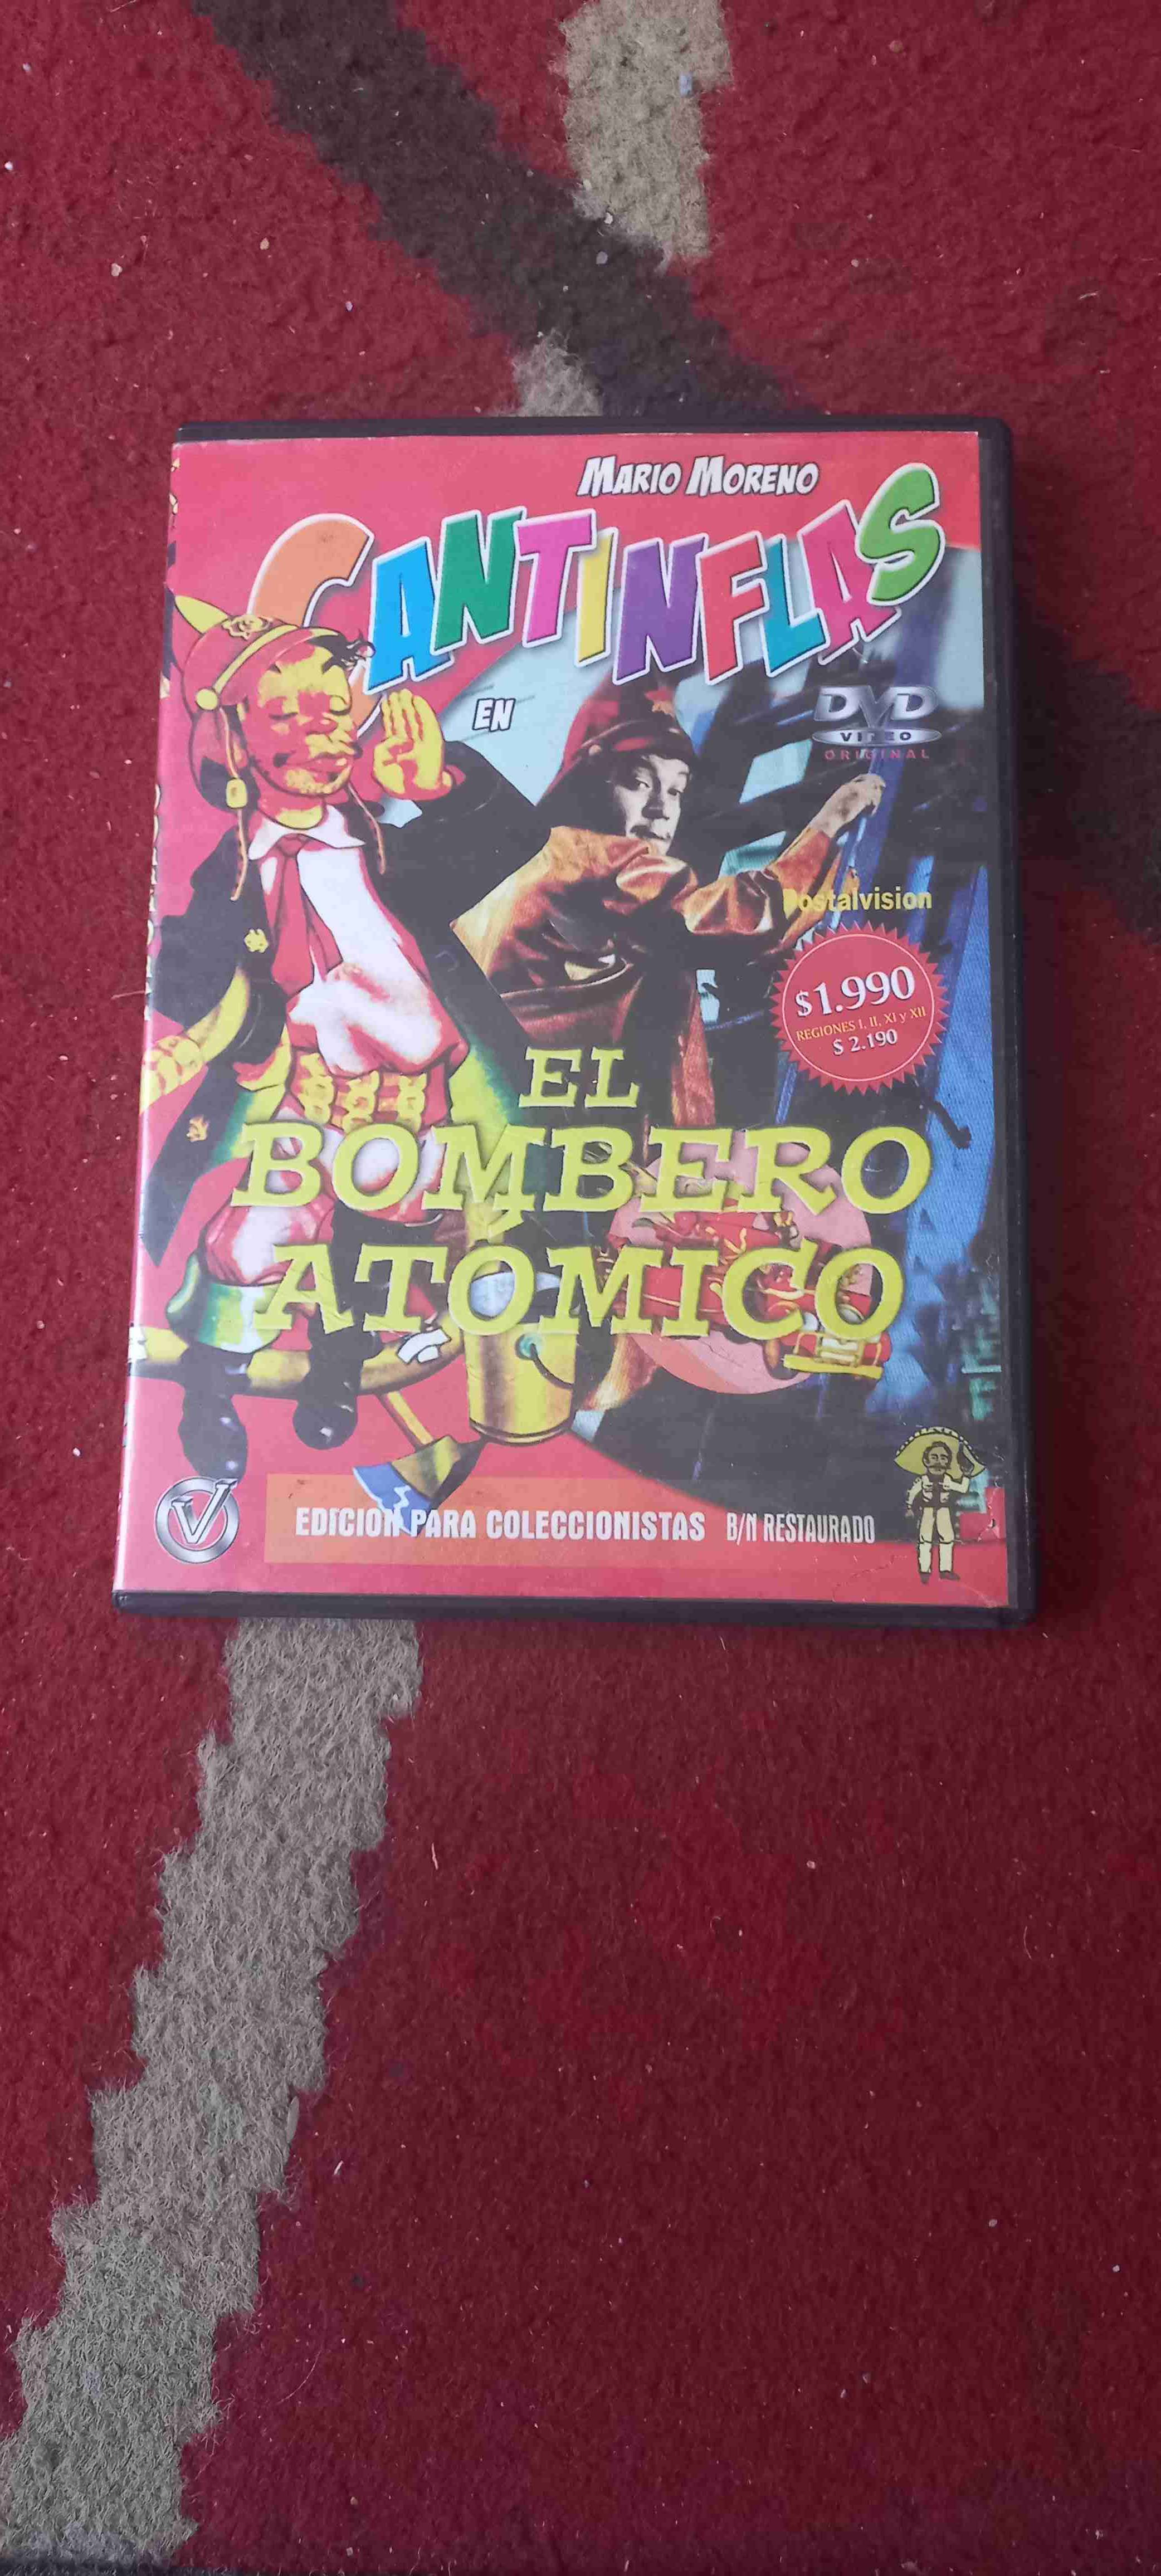 MARIO MORENO
CANTINFLAS
EN
DVD
VIDEO
ORIGINAL
Postalvision
$1.990
REGIONES I, II, XI y XII
$ 2.190
EL
BOMBERO
ATÓMICO
V
EDICION PARA COLECCIONISTAS B/N RESTAURADO